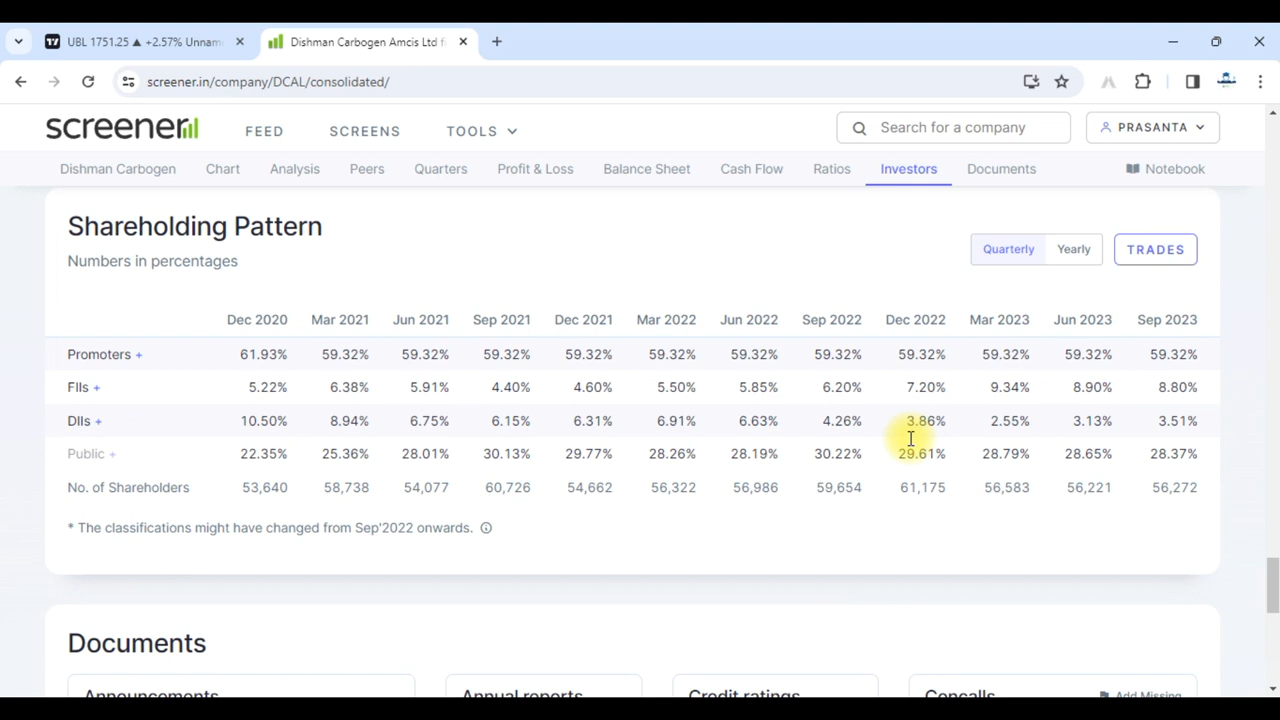 UBL 1751.25 ▲ +2.57% Unnam
Dishman Carbogen Amcis Ltd fi
screener.in/company/DCAL/consolidated/
screener
FEED SCREENS TOOLS
Search for a company
PRASANTA
Dishman Carbogen Chart Analysis Peers Quarters Profit & Loss Balance Sheet Cash Flow Ratios Investors Documents Notebook
Shareholding Pattern
Numbers in percentages
Quarterly Yearly TRADES
Dec 2020 Mar 2021 Jun 2021 Sep 2021 Dec 2021 Mar 2022 Jun 2022 Sep 2022 Dec 2022 Mar 2023 Jun 2023 Sep 2023
Promoters + 61.93% 59.32% 59.32% 59.32% 59.32% 59.32% 59.32% 59.32% 59.32% 59.32% 59.32% 59.32%
FIIs + 5.22% 6.38% 5.91% 4.40% 4.60% 5.50% 5.85% 6.20% 7.20% 9.34% 8.90% 8.80%
DIIs + 10.50% 8.94% 6.75% 6.15% 6.31% 6.91% 6.63% 4.26% 3.86% 2.55% 3.13% 3.51%
Public + 22.35% 25.36% 28.01% 30.13% 29.77% 28.26% 28.19% 30.22% 29.61% 28.79% 28.65% 28.37%
No. of Shareholders 53,640 58,738 54,077 60,726 54,662 56,322 56,986 59,654 61,175 56,583 56,221 56,272
* The classifications might have changed from Sep'2022 onwards.
Documents
Announcements Annual reports Credit ratings Concalls Add Missing